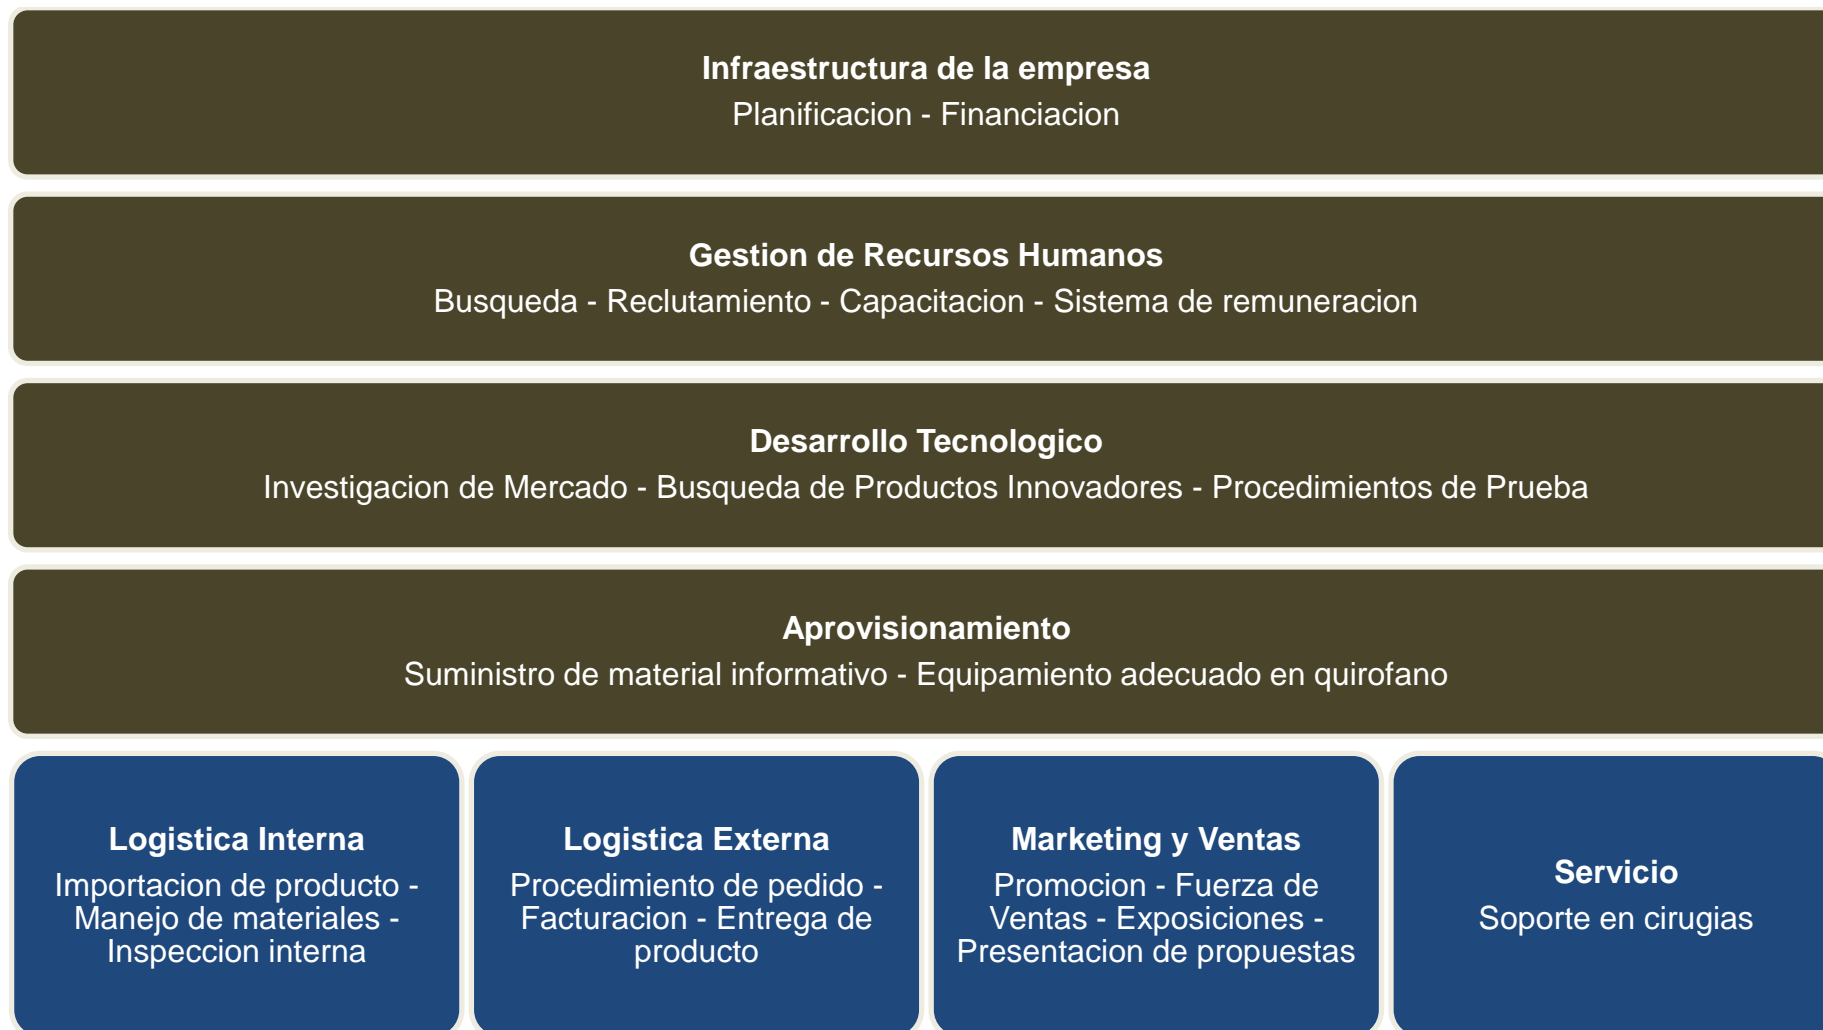 Infraestructura de la empresa
Planificacion - Financiacion
Gestion de Recursos Humanos
Busqueda - Reclutamiento - Capacitacion - Sistema de remuneracion
Desarrollo Tecnologico
Investigacion de Mercado - Busqueda de Productos Innovadores - Procedimientos de Prueba
Aprovisionamiento
Suministro de material informativo - Equipamiento adecuado en quirofano
Logistica Interna
Importacion de producto -
Manejo de materiales -
Inspeccion interna
Logistica Externa
Procedimiento de pedido -
Facturacion - Entrega de
producto
Marketing y Ventas
Promocion - Fuerza de
Ventas - Exposiciones -
Presentacion de propuestas
Servicio
Soporte en cirugias